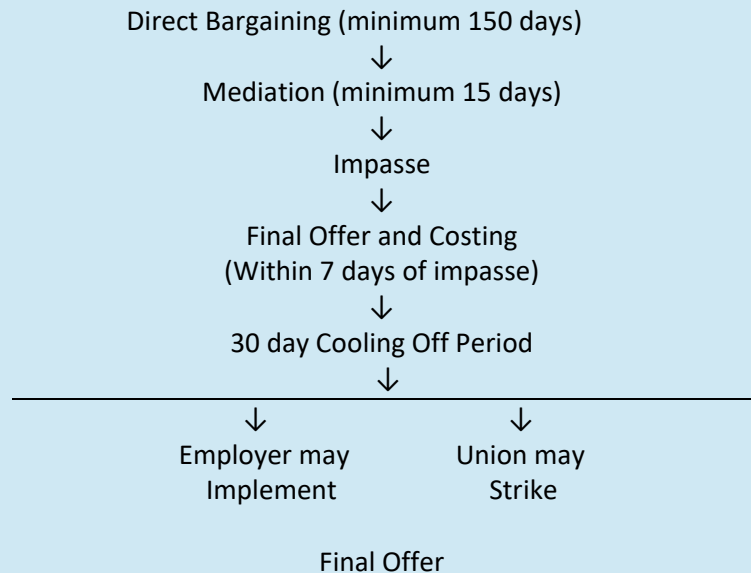 Direct Bargaining (minimum 150 days)
↓
Mediation (minimum 15 days)
↓
Impasse
↓
Final Offer and Costing
(Within 7 days of impasse)
↓
30 day Cooling Off Period
↓
↓ ↓
Employer may Union may
Implement Strike
Final Offer